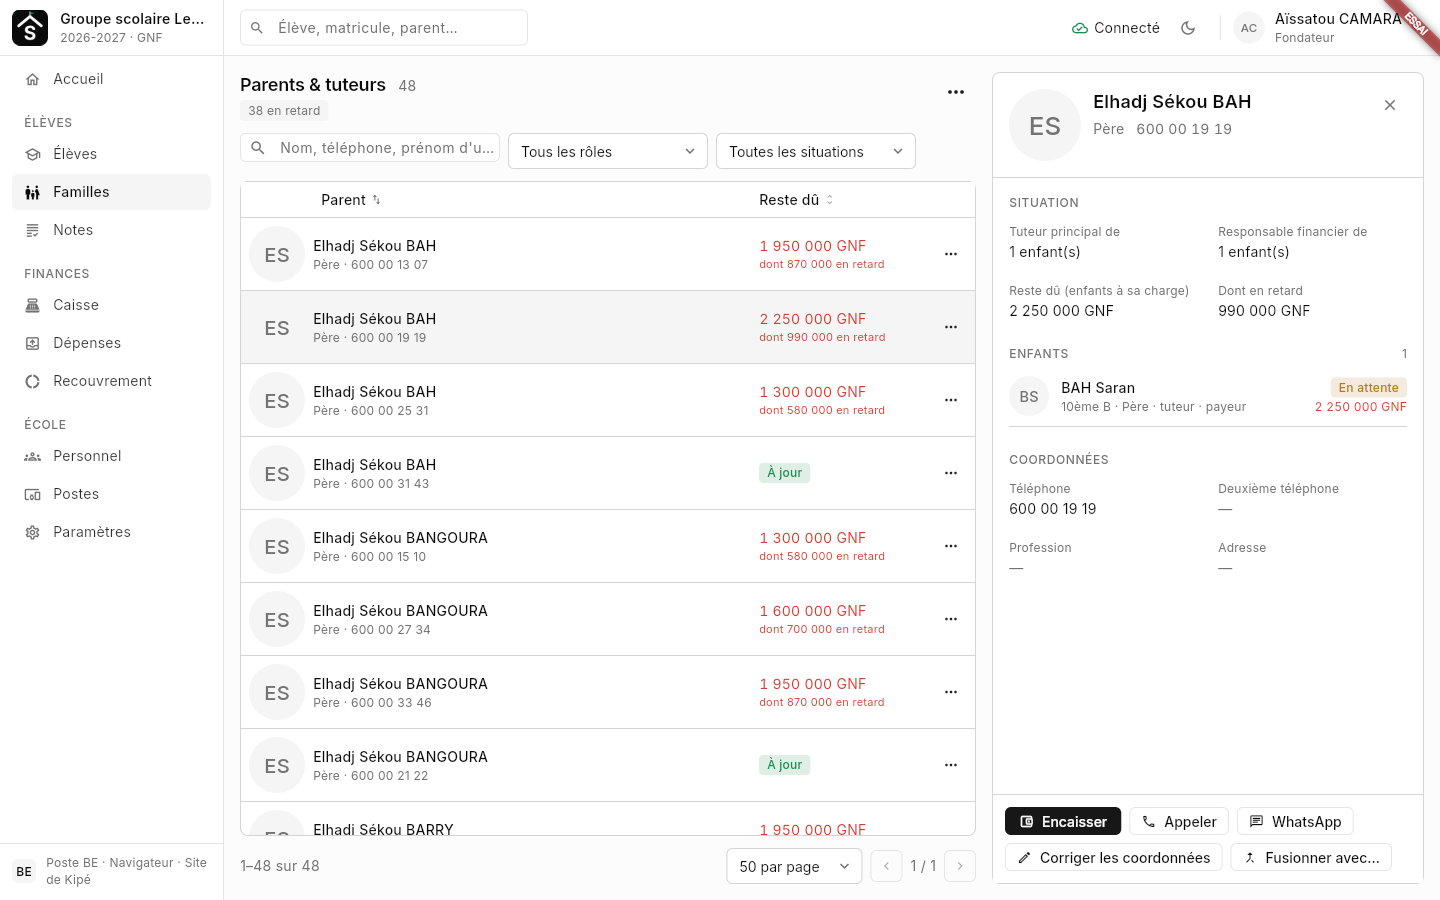 Groupe scolaire Le...
2026-2027 · GNF
Élève, matricule, parent...
Connecté
AC
Aïssatou CAMARA
Fondateur
ESSAI
Accueil
ÉLÈVES
Élèves
Familles
Notes
FINANCES
Caisse
Dépenses
Recouvrement
ÉCOLE
Personnel
Postes
Paramètres
BE
Poste BE · Navigateur · Site
de Kipé
Parents & tuteurs 48
38 en retard
Nom, téléphone, prénom d'u...
Tous les rôles
Toutes les situations
Parent
Reste dû
ES
Elhadj Sékou BAH
Père · 600 00 13 07
1 950 000 GNF
dont 870 000 en retard
ES
Elhadj Sékou BAH
Père · 600 00 19 19
2 250 000 GNF
dont 990 000 en retard
ES
Elhadj Sékou BAH
Père · 600 00 25 31
1 300 000 GNF
dont 580 000 en retard
ES
Elhadj Sékou BAH
Père · 600 00 31 43
À jour
ES
Elhadj Sékou BANGOURA
Père · 600 00 15 10
1 300 000 GNF
dont 580 000 en retard
ES
Elhadj Sékou BANGOURA
Père · 600 00 27 34
1 600 000 GNF
dont 700 000 en retard
ES
Elhadj Sékou BANGOURA
Père · 600 00 33 46
1 950 000 GNF
dont 870 000 en retard
ES
Elhadj Sékou BANGOURA
Père · 600 00 21 22
À jour
ES
Elhadj Sékou BARRY
1 950 000 GNF
1–48 sur 48
50 par page
1 / 1
ES
Elhadj Sékou BAH
Père 600 00 19 19
SITUATION
Tuteur principal de
1 enfant(s)
Responsable financier de
1 enfant(s)
Reste dû (enfants à sa charge)
2 250 000 GNF
Dont en retard
990 000 GNF
ENFANTS 1
BS
BAH Saran
10ème B · Père · tuteur · payeur
En attente
2 250 000 GNF
COORDONNÉES
Téléphone
600 00 19 19
Deuxième téléphone
—
Profession
—
Adresse
—
Encaisser
Appeler
WhatsApp
Corriger les coordonnées
Fusionner avec...